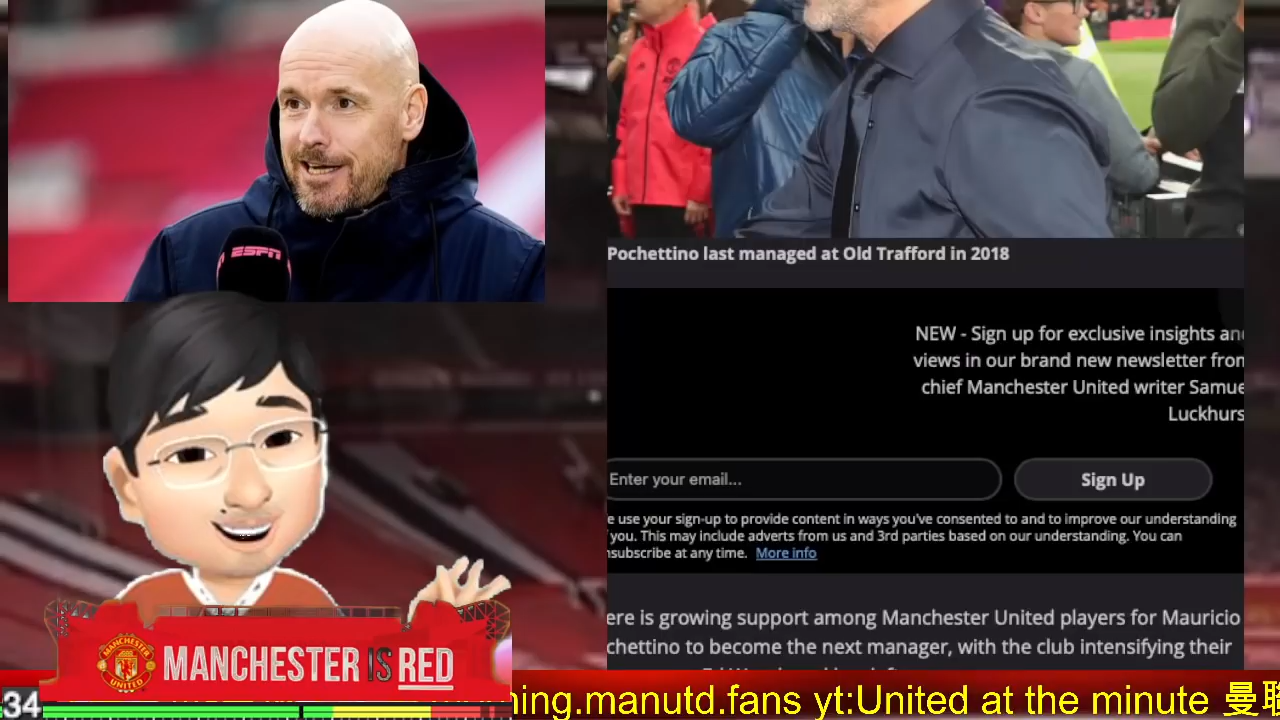 ESPN
Pochettino last managed at Old Trafford in 2018
NEW - Sign up for exclusive insights and
views in our brand new newsletter from
chief Manchester United writer Samue
Luckhurs
Enter your email...
Sign Up
e use your sign-up to provide content in ways you've consented to and to improve our understanding
you. This may include adverts from us and 3rd parties based on our understanding. You can
nsubscribe at any time. More info
ere is growing support among Manchester United players for Mauricio
chettino to become the next manager, with the club intensifying their
MANCHESTER
UNITED
MANCHESTER IS RED
34
ning.manutd.fans yt:United at the minute 曼聯